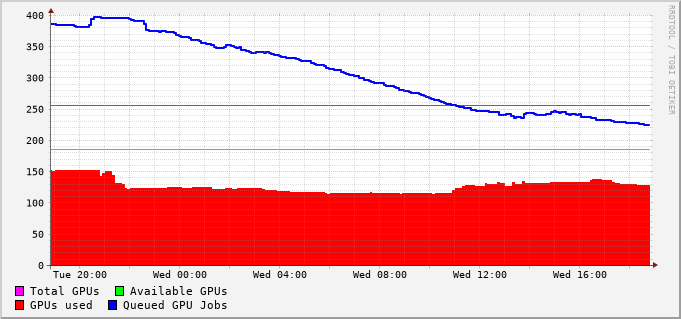 400
350
300
250
200
150
100
50
0
Tue 20:00 Wed 00:00 Wed 04:00 Wed 08:00 Wed 12:00 Wed 16:00
Total GPUs Available GPUs
GPUs used Queued GPU Jobs
RRDTOOL / TOBI OETIKER